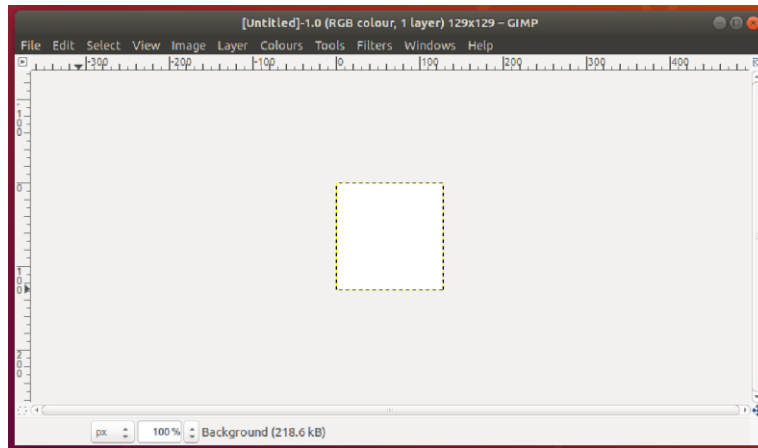 [Untitled]-1.0 (RGB colour, 1 layer) 129x129 – GIMP
File Edit Select View Image Layer Colours Tools Filters Windows Help
-300 -200 -100 0 100 200 300 400
-100
0
100
200
px 100% Background (218.6 kB)